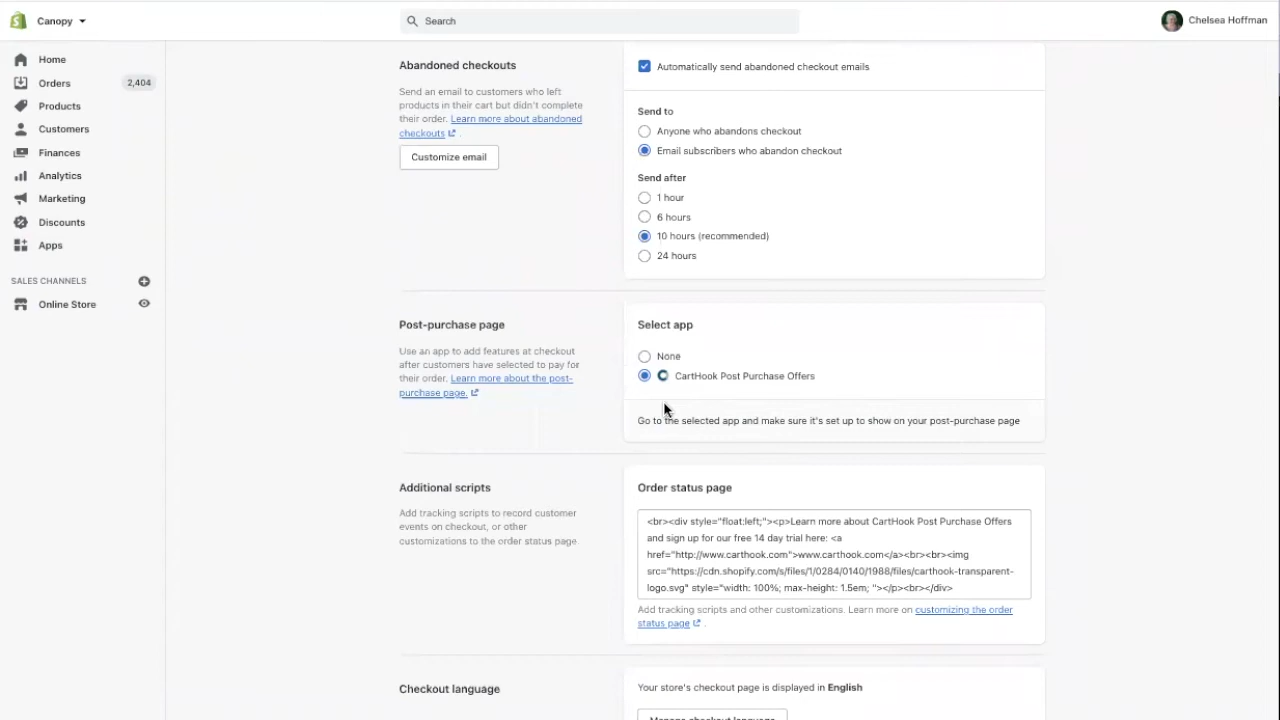 Canopy
Search
Chelsea Hoffman
Home
Orders 2,404
Products
Customers
Finances
Analytics
Marketing
Discounts
Apps
SALES CHANNELS
Online Store
Abandoned checkouts
Send an email to customers who left
products in their cart but didn't complete
their order. Learn more about abandoned
checkouts .
Customize email
Automatically send abandoned checkout emails
Send to
Anyone who abandons checkout
Email subscribers who abandon checkout
Send after
1 hour
6 hours
10 hours (recommended)
24 hours
Post-purchase page
Use an app to add features at checkout
after customers have selected to pay for
their order. Learn more about the post-
purchase page.
Select app
None
CartHook Post Purchase Offers
Go to the selected app and make sure it's set up to show on your post-purchase page
Additional scripts
Add tracking scripts to record customer
events on checkout, or other
customizations to the order status page.
Order status page
<br><div style="float:left;"><p>Learn more about CartHook Post Purchase Offers
and sign up for our free 14 day trial here: <a
href="http://www.carthook.com">www.carthook.com</a><br><br><img
src="https://cdn.shopify.com/s/files/1/0284/0140/1988/files/carthook-transparent-
logo.svg" style="width: 100%; max-height: 1.5em; "></p><br></div>
Add tracking scripts and other customizations. Learn more on customizing the order
status page .
Checkout language
Your store's checkout page is displayed in English
Manage checkout language